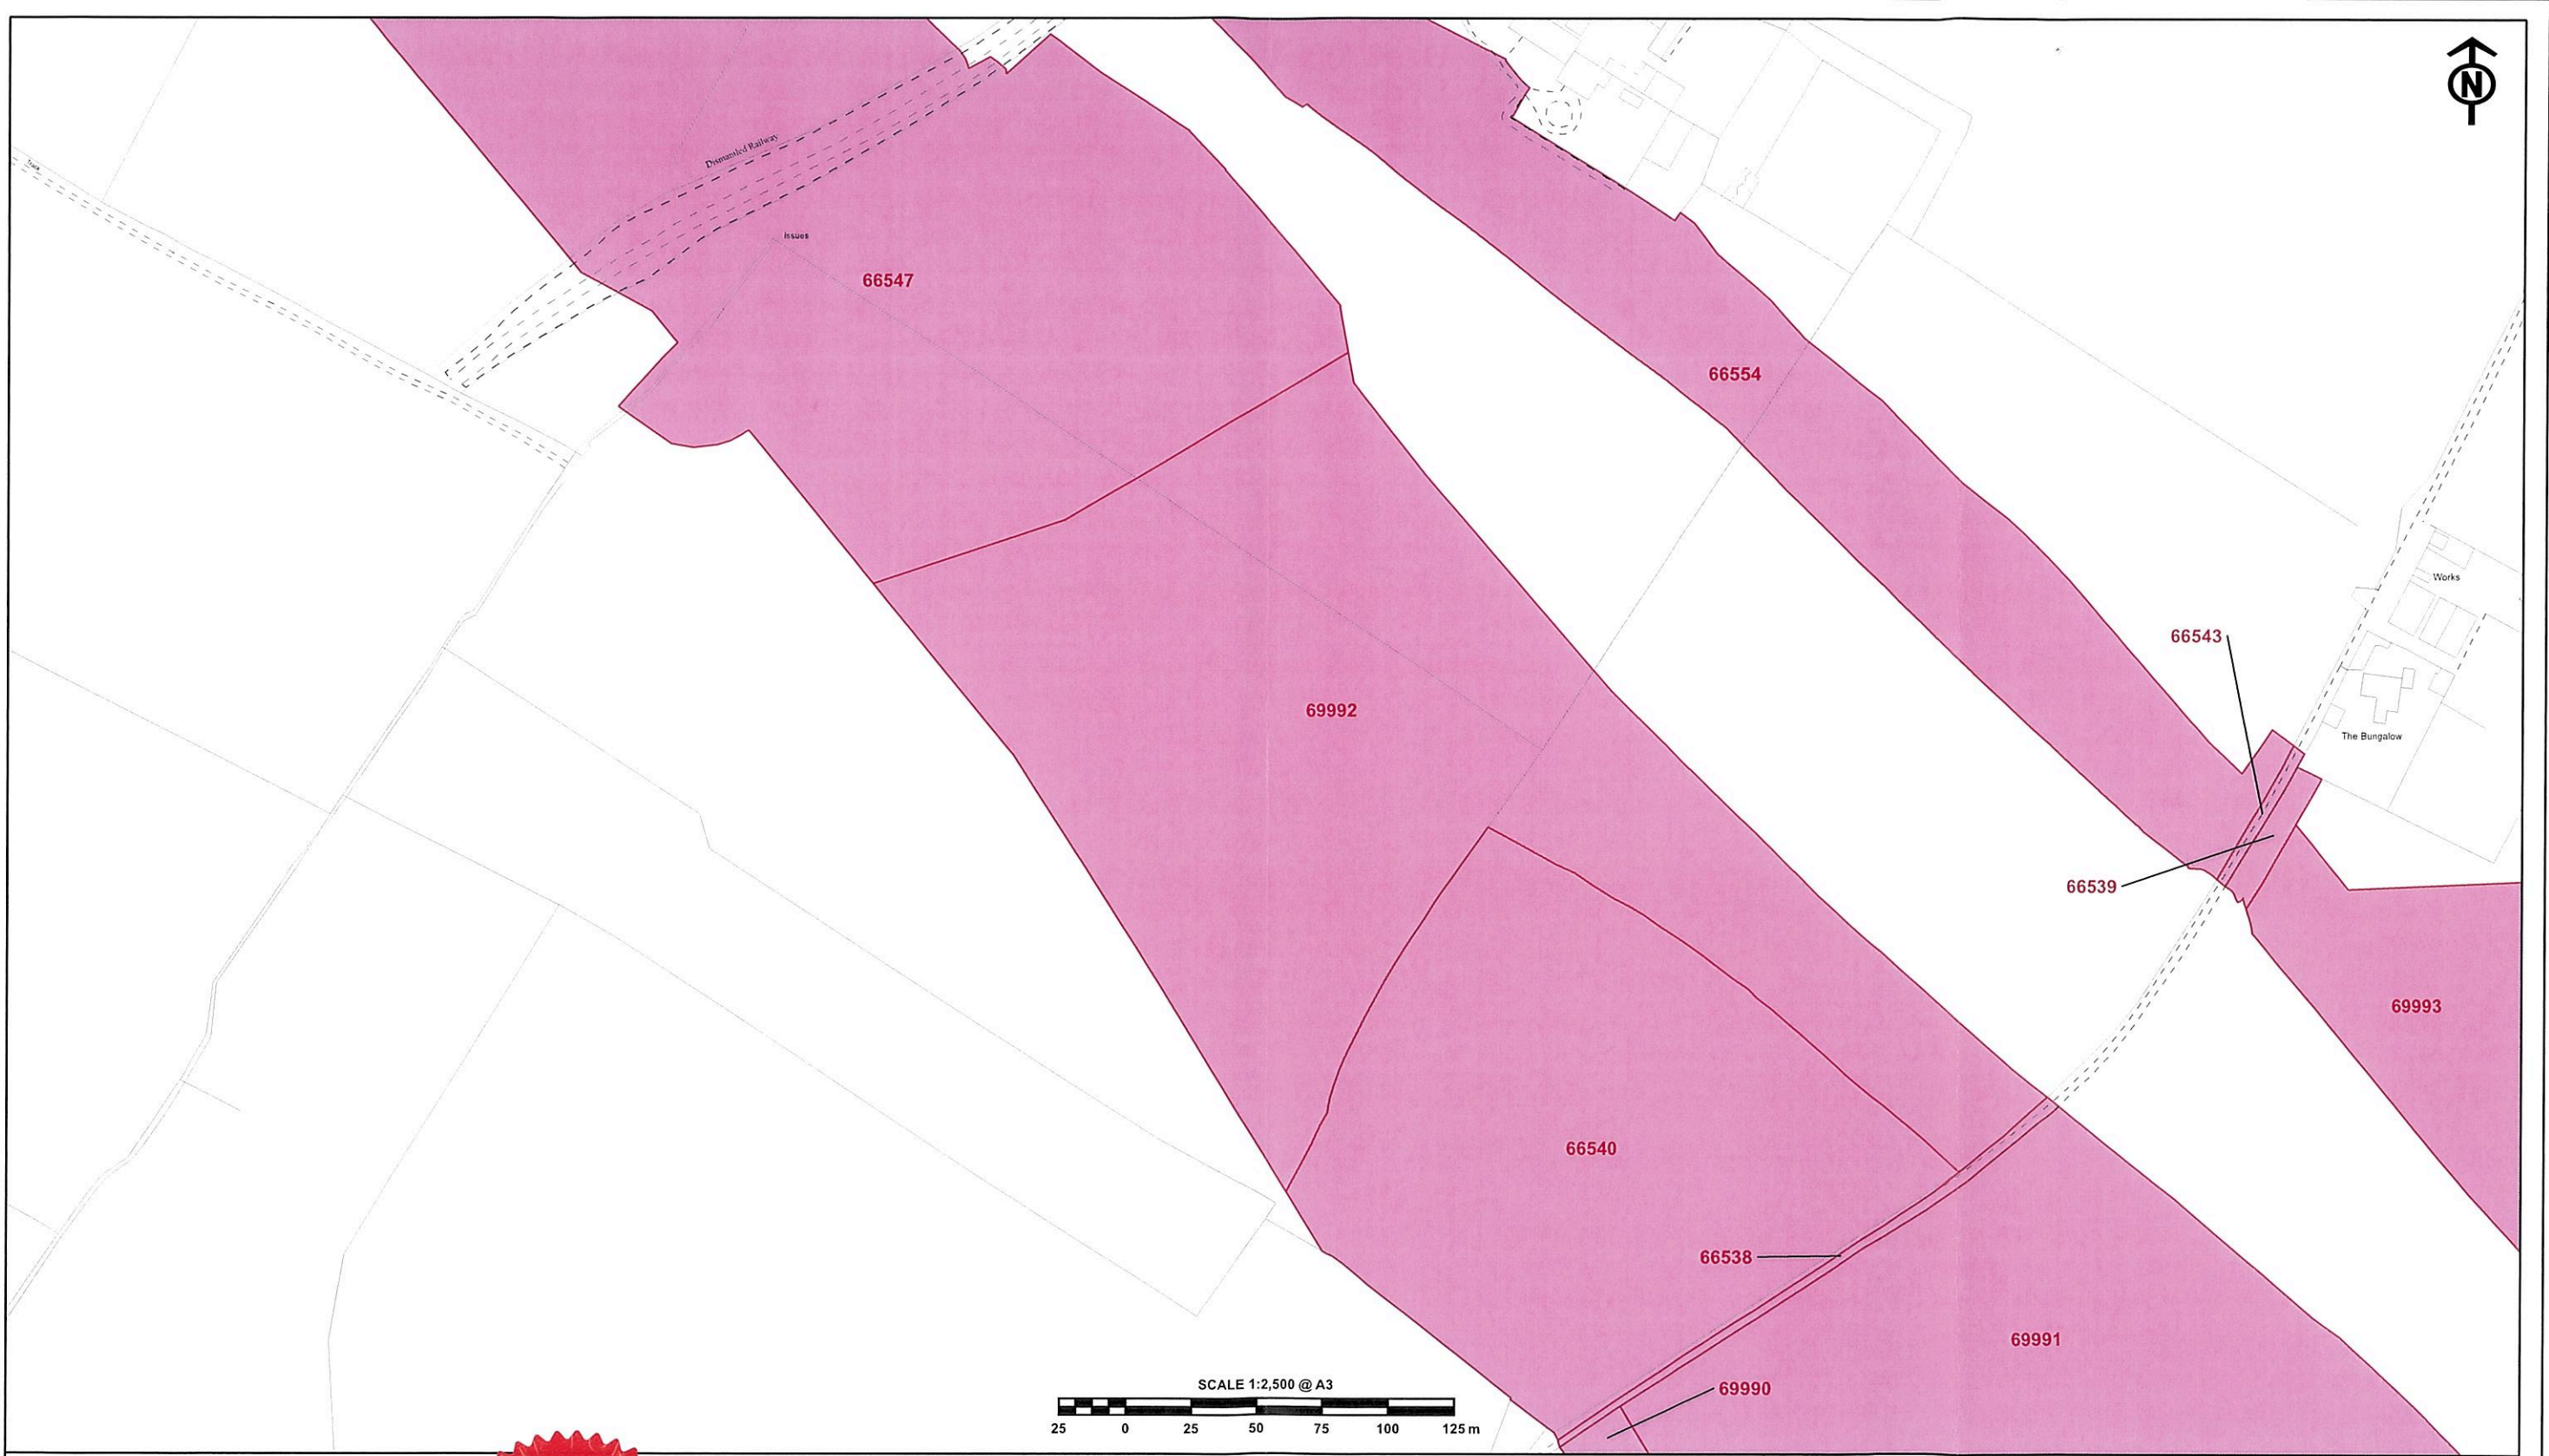 N
Track
Dismantled Railway
Issues
66547
66554
Works
66543
69992
The Bungalow
66539
69993
66540
66538
69991
SCALE 1:2,500 @ A3
69990
25 0 25 50 75 100 125 m